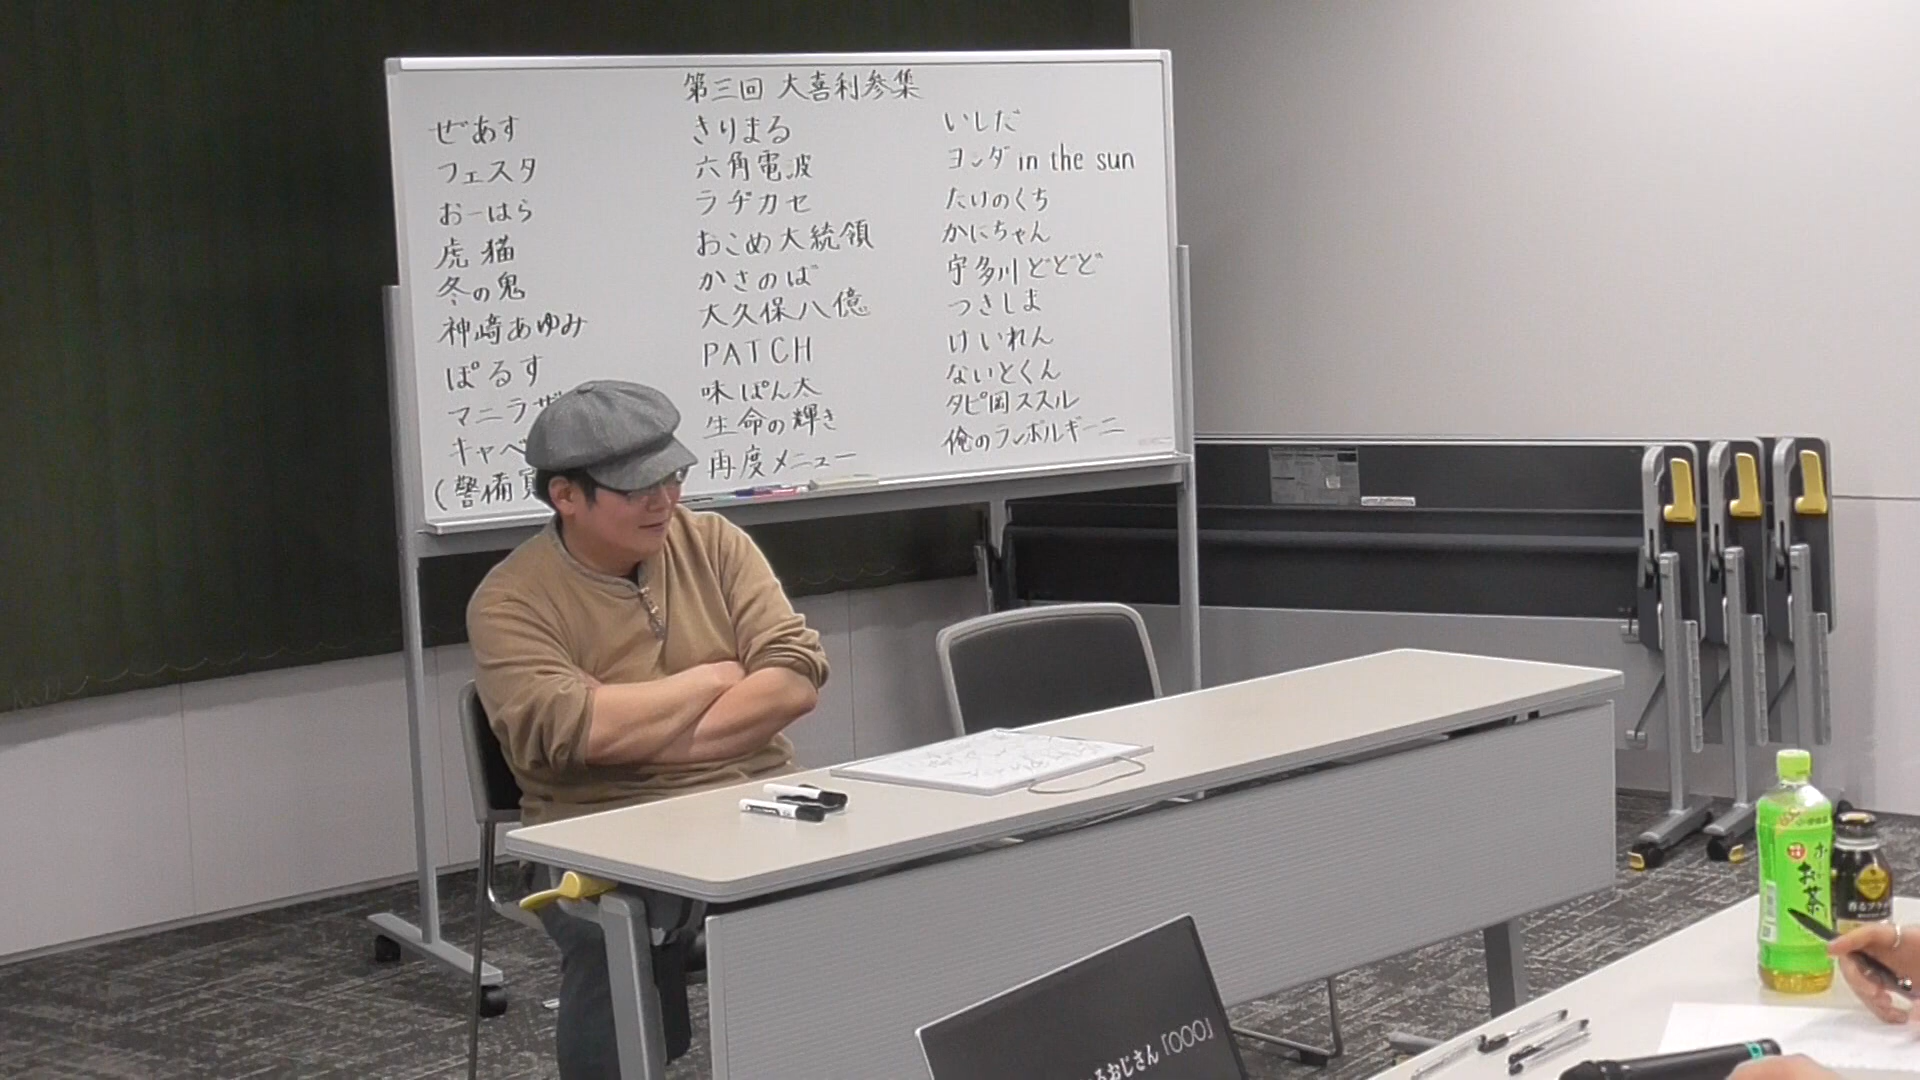 第三回 大喜利参集
ぜあす
フェスタ
おーはら
虎猫
冬の鬼
神崎あゆみ
ぽるす
マニラザ
キャベ
(警備員
きりまる
六角電波
ラヂカセ
おこめ大統領
かさのば
大久保八億
PATCH
味ぽん太
生命の輝き
再度メニュー
いしだ
ヨンダ in the sun
たけのくち
かにちゃん
宇多川どどど
つきしま
けいれん
ないとくん
タピ岡ススル
俺のランボルギーニ
お茶
るおじさん「OOO」